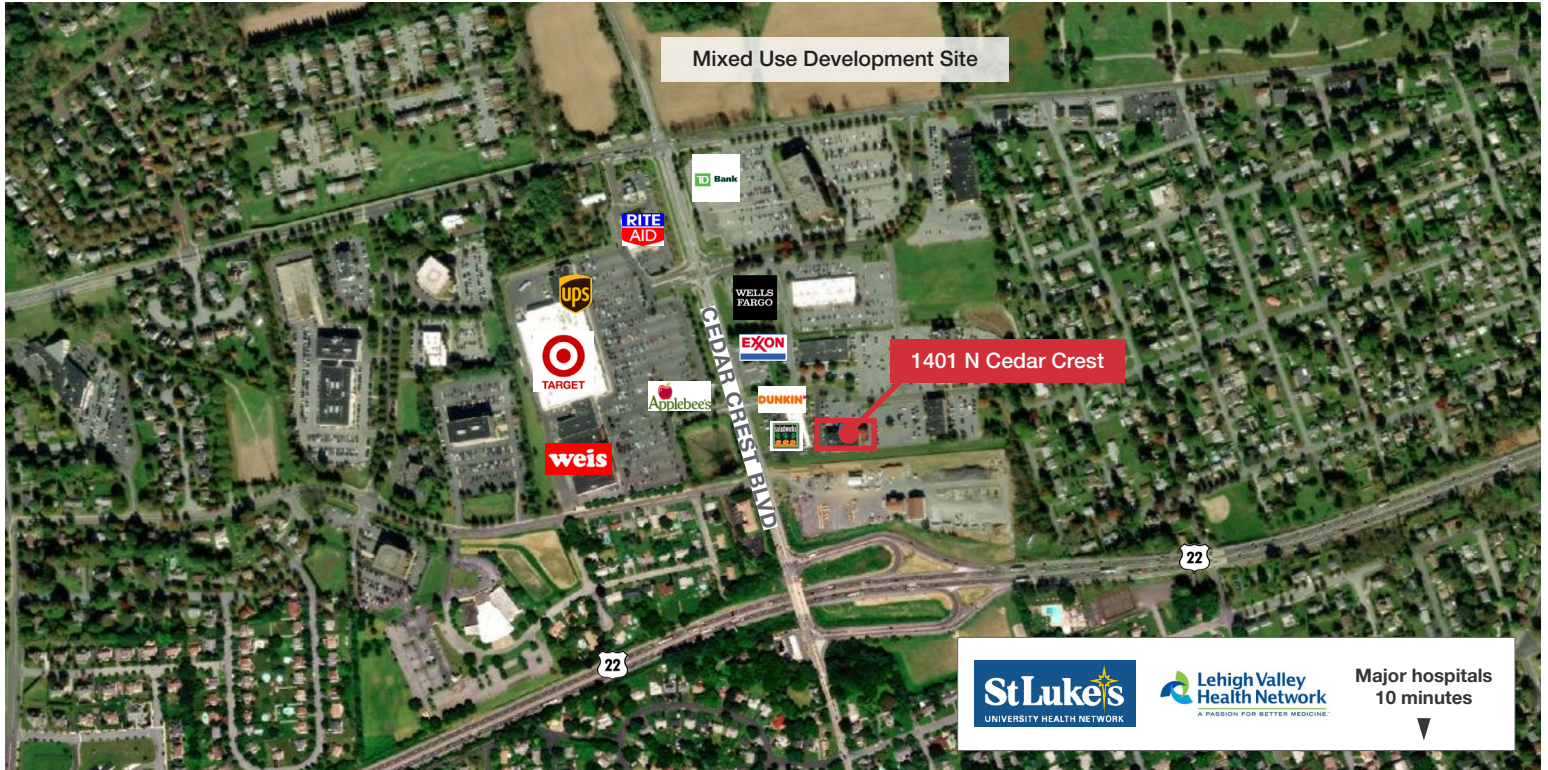 Mixed Use Development Site
TD Bank
RITE
AID
ups
WELLS
FARGO
CEDAR CREST BLVD
EXXON
1401 N Cedar Crest
TARGET
Applebee's
DUNKIN'
saladworks
weis
22
22
StLuke's
UNIVERSITY HEALTH NETWORK
Lehigh Valley
Health Network
A PASSION FOR BETTER MEDICINE.
Major hospitals
10 minutes